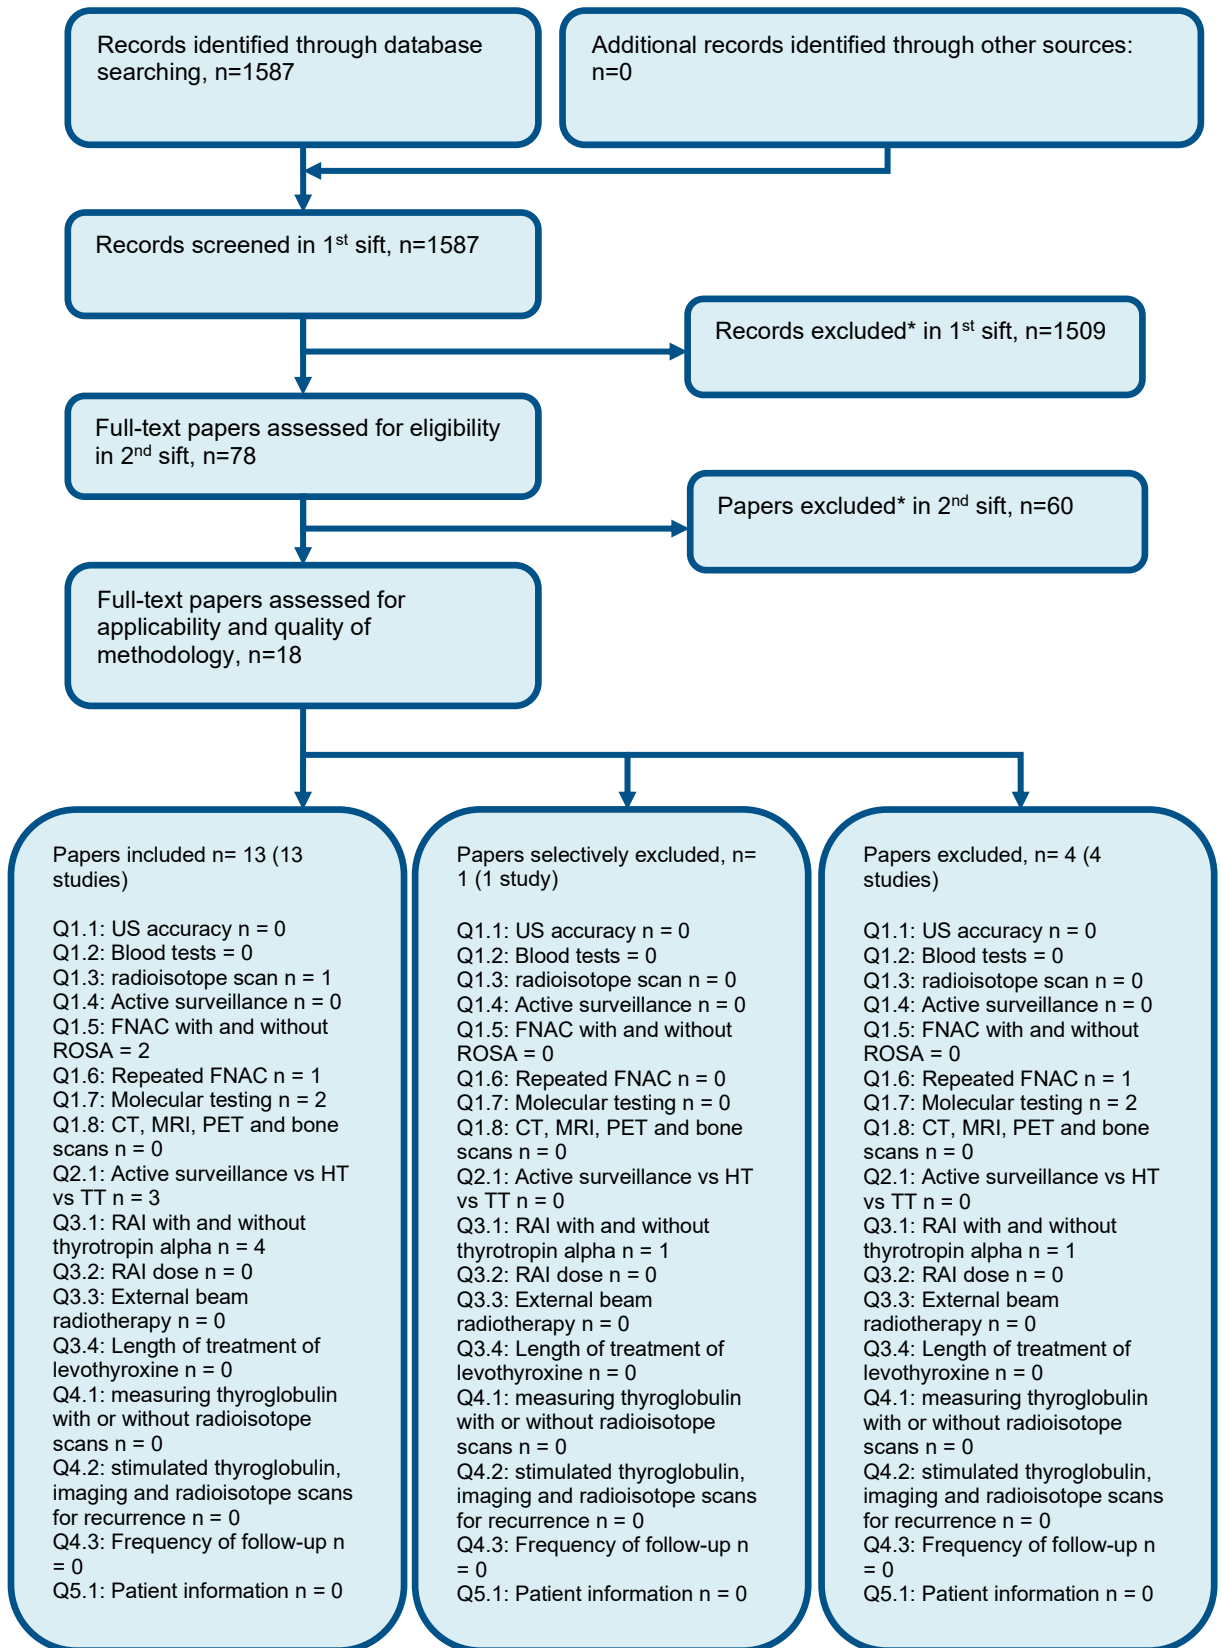 Records identified through database
searching, n=1587
Additional records identified through other sources:
n=0
Records screened in 1st sift, n=1587
Records excluded* in 1st sift, n=1509
Full-text papers assessed for eligibility
in 2nd sift, n=78
Papers excluded* in 2nd sift, n=60
Full-text papers assessed for
applicability and quality of
methodology, n=18
Papers included n= 13 (13
studies)
Q1.1: US accuracy n = 0
Q1.2: Blood tests = 0
Q1.3: radioisotope scan n = 1
Q1.4: Active surveillance n = 0
Q1.5: FNAC with and without
ROSA = 2
Q1.6: Repeated FNAC n = 1
Q1.7: Molecular testing n = 2
Q1.8: CT, MRI, PET and bone
scans n = 0
Q2.1: Active surveillance vs HT
vs TT n = 3
Q3.1: RAI with and without
thyrotropin alpha n = 4
Q3.2: RAI dose n = 0
Q3.3: External beam
radiotherapy n = 0
Q3.4: Length of treatment of
levothyroxine n = 0
Q4.1: measuring thyroglobulin
with or without radioisotope
scans n = 0
Q4.2: stimulated thyroglobulin,
imaging and radioisotope scans
for recurrence n = 0
Q4.3: Frequency of follow-up n
= 0
Q5.1: Patient information n = 0
Papers selectively excluded, n=
1 (1 study)
Q1.1: US accuracy n = 0
Q1.2: Blood tests = 0
Q1.3: radioisotope scan n = 0
Q1.4: Active surveillance n = 0
Q1.5: FNAC with and without
ROSA = 0
Q1.6: Repeated FNAC n = 0
Q1.7: Molecular testing n = 0
Q1.8: CT, MRI, PET and bone
scans n = 0
Q2.1: Active surveillance vs HT
vs TT n = 0
Q3.1: RAI with and without
thyrotropin alpha n = 1
Q3.2: RAI dose n = 0
Q3.3: External beam
radiotherapy n = 0
Q3.4: Length of treatment of
levothyroxine n = 0
Q4.1: measuring thyroglobulin
with or without radioisotope
scans n = 0
Q4.2: stimulated thyroglobulin,
imaging and radioisotope scans
for recurrence n = 0
Q4.3: Frequency of follow-up n
= 0
Q5.1: Patient information n = 0
Papers excluded, n= 4 (4
studies)
Q1.1: US accuracy n = 0
Q1.2: Blood tests = 0
Q1.3: radioisotope scan n = 0
Q1.4: Active surveillance n = 0
Q1.5: FNAC with and without
ROSA = 0
Q1.6: Repeated FNAC n = 1
Q1.7: Molecular testing n = 2
Q1.8: CT, MRI, PET and bone
scans n = 0
Q2.1: Active surveillance vs HT
vs TT n = 0
Q3.1: RAI with and without
thyrotropin alpha n = 1
Q3.2: RAI dose n = 0
Q3.3: External beam
radiotherapy n = 0
Q3.4: Length of treatment of
levothyroxine n = 0
Q4.1: measuring thyroglobulin
with or without radioisotope
scans n = 0
Q4.2: stimulated thyroglobulin,
imaging and radioisotope scans
for recurrence n = 0
Q4.3: Frequency of follow-up n
= 0
Q5.1: Patient information n = 0